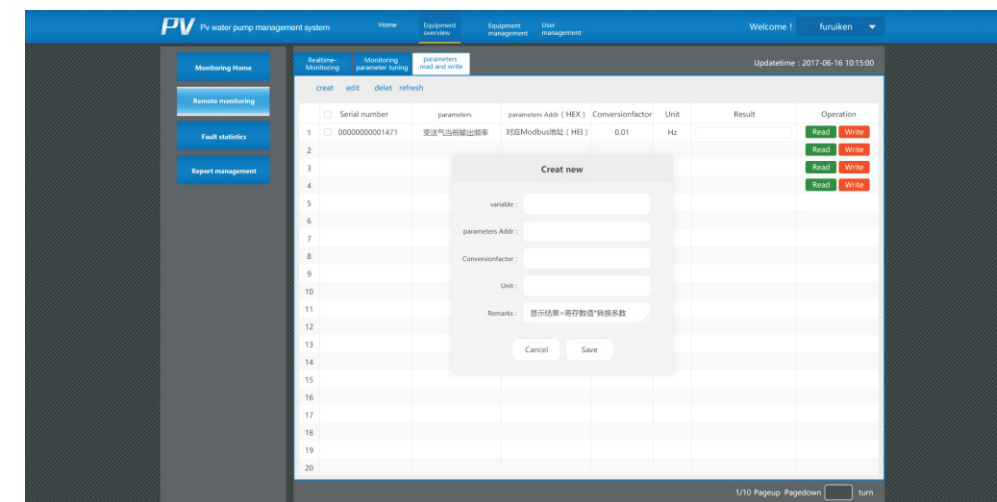 PV Pv water pump management system
Home
Equipment
overview
Equipment
management
User
management
Welcome !
furuiken
Monitoring Home
Remote monitoring
Fault statistics
Report management
Realtime-
Monitoring
Monitoring
parameter tuning
parameters
read and write
Updatetime : 2017-06-16 10:15:00
creat edit delet refresh
Serial number parameters parameters Addr ( HEX ) Conversionfactor Unit Result Operation
1 00000000001471 变送气当根输出频率 对应Modbus地址 ( HEI ) 0.01 Hz Read Write
2 Read Write
3 Read Write
4 Read Write
5
6
7
8
9
10
11
12
13
14
15
16
17
18
19
20
Creat new
variable :
parameters Addr :
Conversionfactor :
Unit :
Remarks : 显示结果=寄存数值*转换系数
Cancel Save
1/10 Pageup Pagedown turn